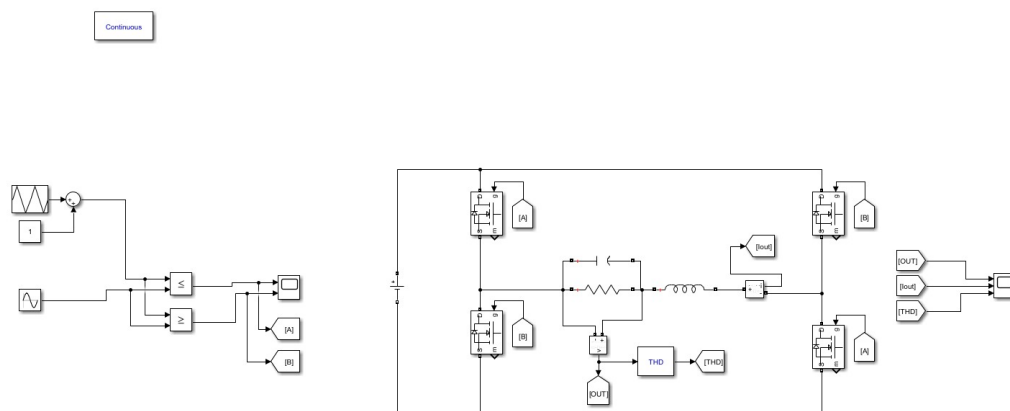 Continuous
1
≤
≥
[A]
[B]
[A]
[B]
[B]
[A]
[Iout]
THD
[THD]
[OUT]
[OUT]
[Iout]
[THD]